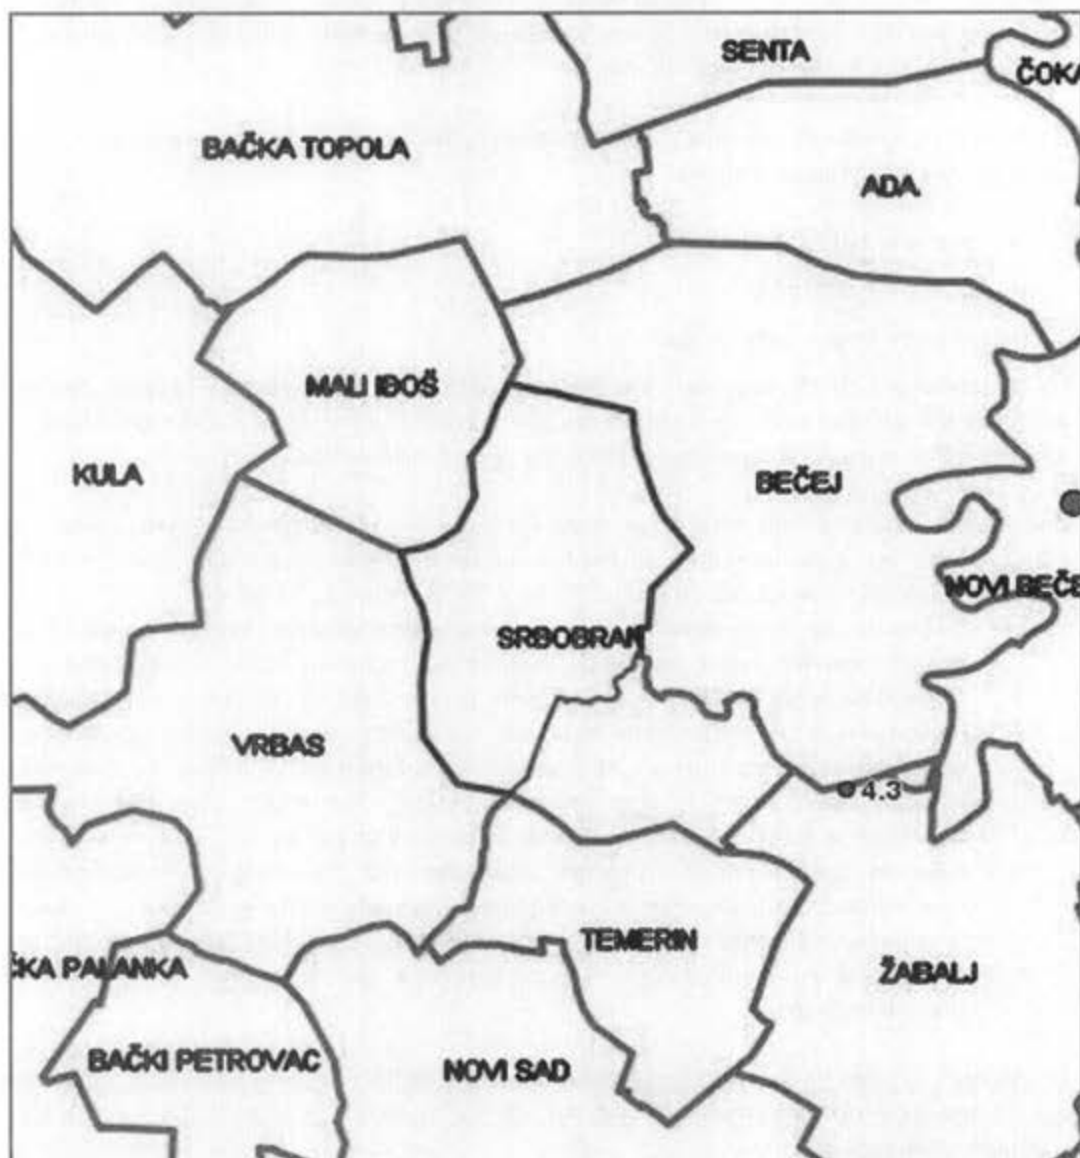 SENTA
ČOKA
BAČKA TOPOLA
ADA
MALI IĐOŠ
KULA
BEČEJ
NOVI BEČE
SRBOBRAN
VRBAS
4.3
TEMERIN
ČKA PALANKA
ŽABALJ
BAČKI PETROVAC
NOVI SAD